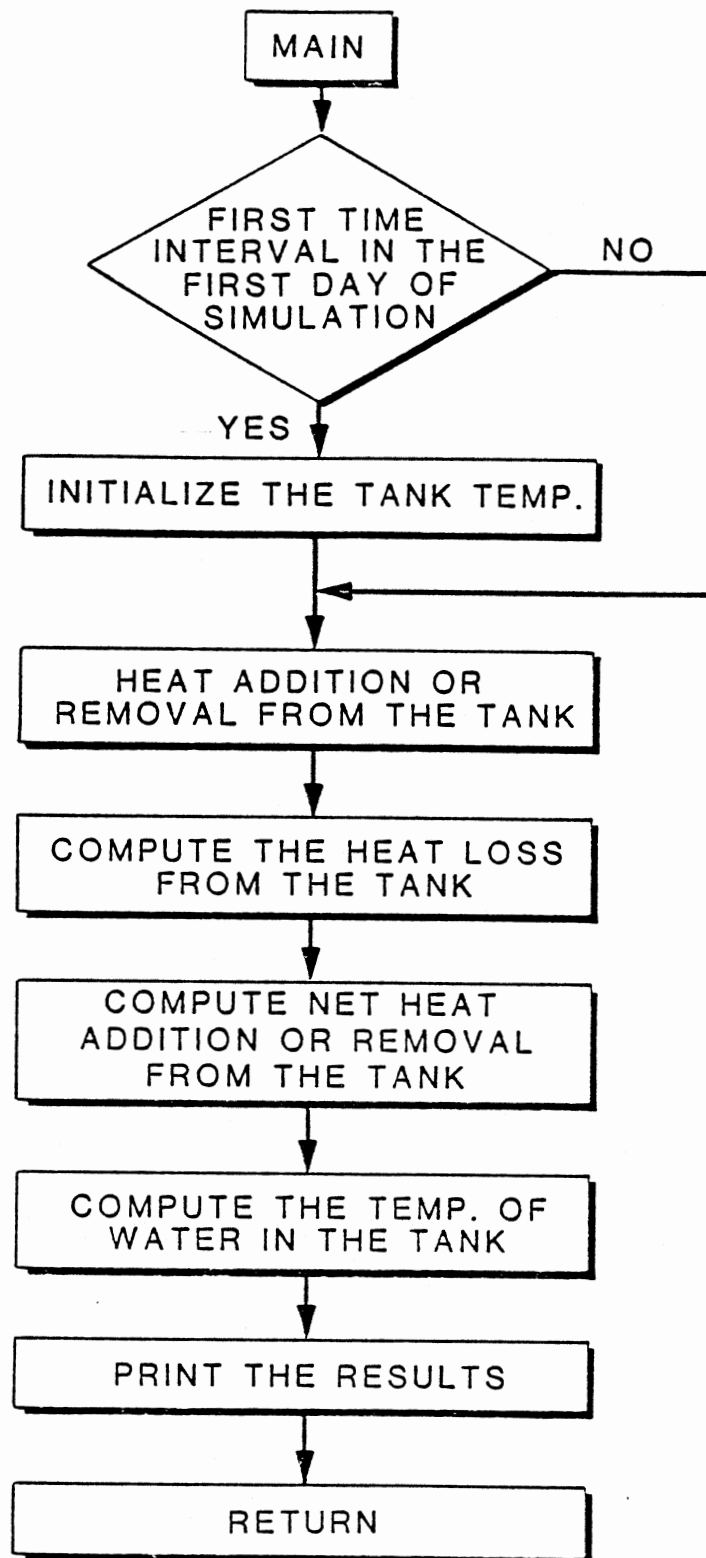 MAIN
FIRST TIME
INTERVAL IN THE
FIRST DAY OF
SIMULATION
NO
YES
INITIALIZE THE TANK TEMP.
HEAT ADDITION OR
REMOVAL FROM THE TANK
COMPUTE THE HEAT LOSS
FROM THE TANK
COMPUTE NET HEAT
ADDITION OR REMOVAL
FROM THE TANK
COMPUTE THE TEMP. OF
WATER IN THE TANK
PRINT THE RESULTS
RETURN